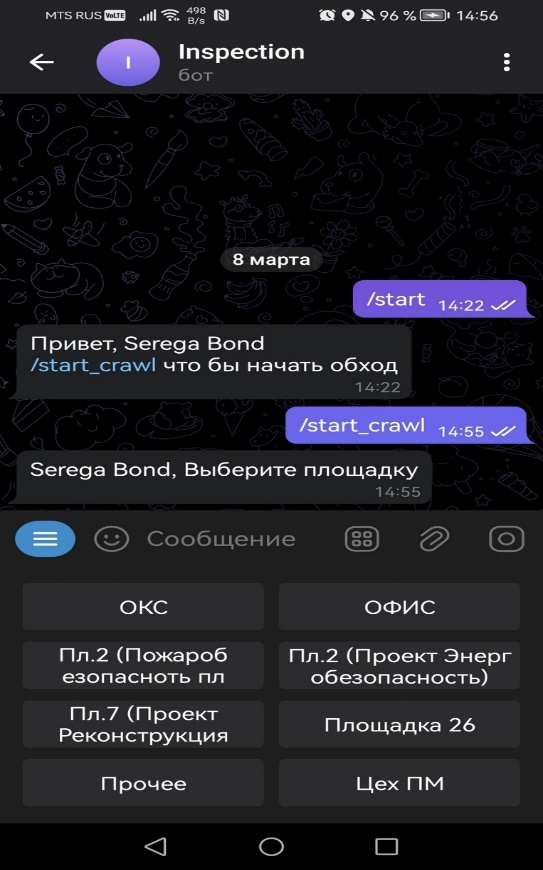 MTS RUS VoLTE 498 B/s 96 % 14:56
I
Inspection
бот
8 марта
/start 14:22
Привет, Serega Bond
/start_crawl что бы начать обход
14:22
/start_crawl 14:55
Serega Bond, Выберите площадку
14:55
Сообщение
ОКС
ОФИС
Пл.2 (Пожароб
езопасноть пл
Пл.2 (Проект Энерг
обезопасность)
Пл.7 (Проект
Реконструкция
Площадка 26
Прочее
Цех ПМ